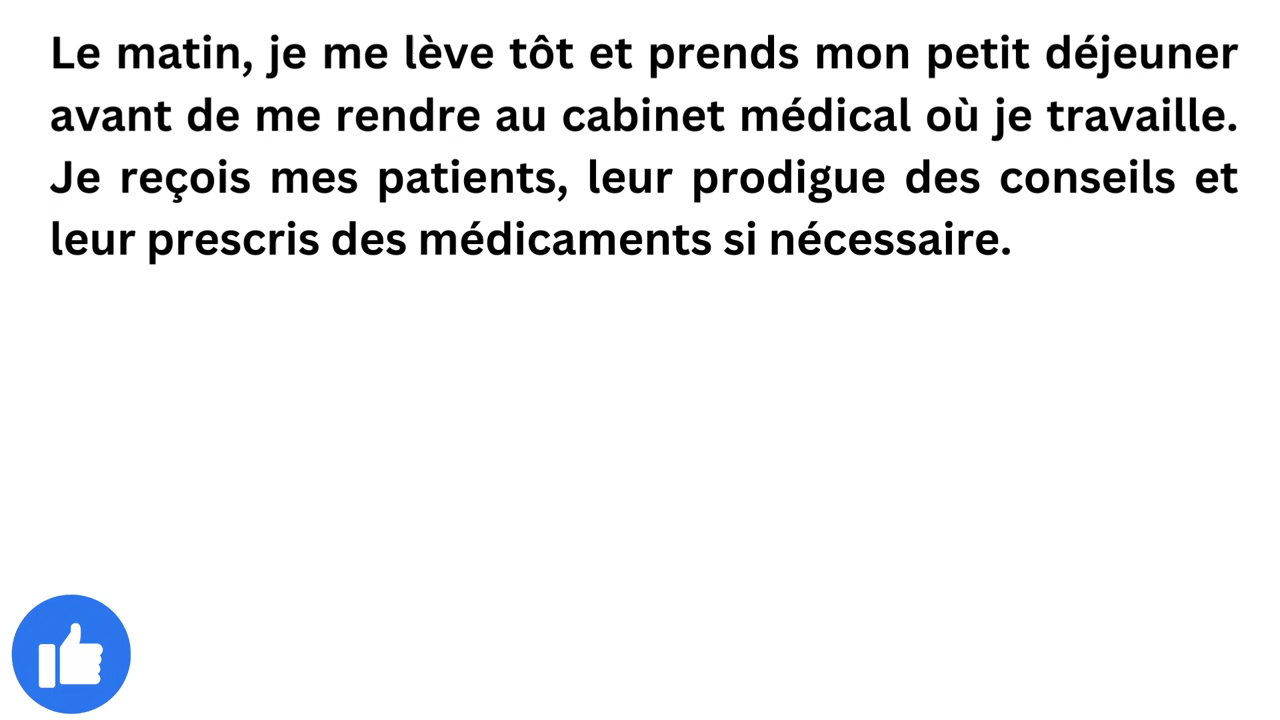 Le matin, je me lève tôt et prends mon petit déjeuner
avant de me rendre au cabinet médical où je travaille.
Je reçois mes patients, leur prodigue des conseils et
leur prescris des médicaments si nécessaire.